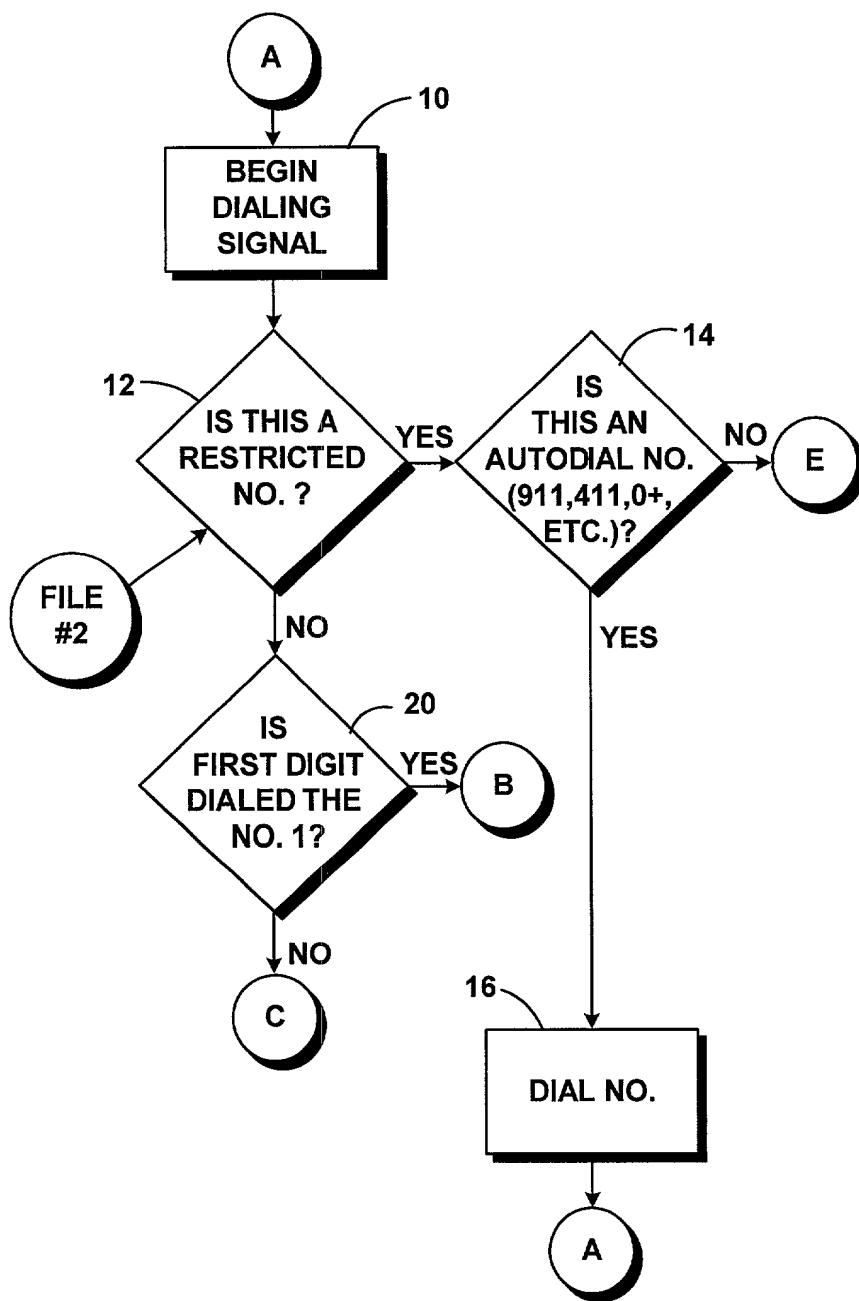 A
10
BEGIN
DIALING
SIGNAL
12
IS THIS A
RESTRICTED
NO. ?
YES
14
IS
THIS AN
AUTODIAL NO.
(911,411,0+,
ETC.)?
NO
E
FILE
#2
NO
YES
20
IS
FIRST DIGIT
DIALED THE
NO. 1?
YES
B
NO
C
16
DIAL NO.
A